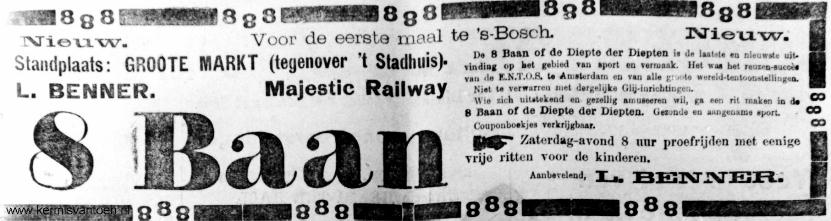 888 888 888 888 888
Nieuw. Voor de eerste maal te 's-Bosch. Nieuw.
Standplaats: GROOTE MARKT (tegenover 't Stadhuis).
L. BENNER. Majestic Railway
8 Baan
De 8 Baan of de Diepte der Diepten is de laatste en nieuwste uit-
vinding op het gebied van sport en vermaak. Het was het reuzen-succès
van de E.N.T.O.S. te Amsterdam en van alle groote wereld-tentoonstellingen.
Niet te verwarren met dergelijke Glij-inrichtingen.
Wie zich uitstekend en gezellig amuseeren wil, ga een rit maken in de
8 Baan of de Diepte der Diepten. Gezonde en aangename sport.
Couponboekjes verkrijgbaar.
Zaterdag-avond 8 uur proefrijden met eenige
vrije ritten voor de kinderen.
Aanbevelend, L. BENNER.
888
888 888 888 888 888
www.kermisvantoen.nl